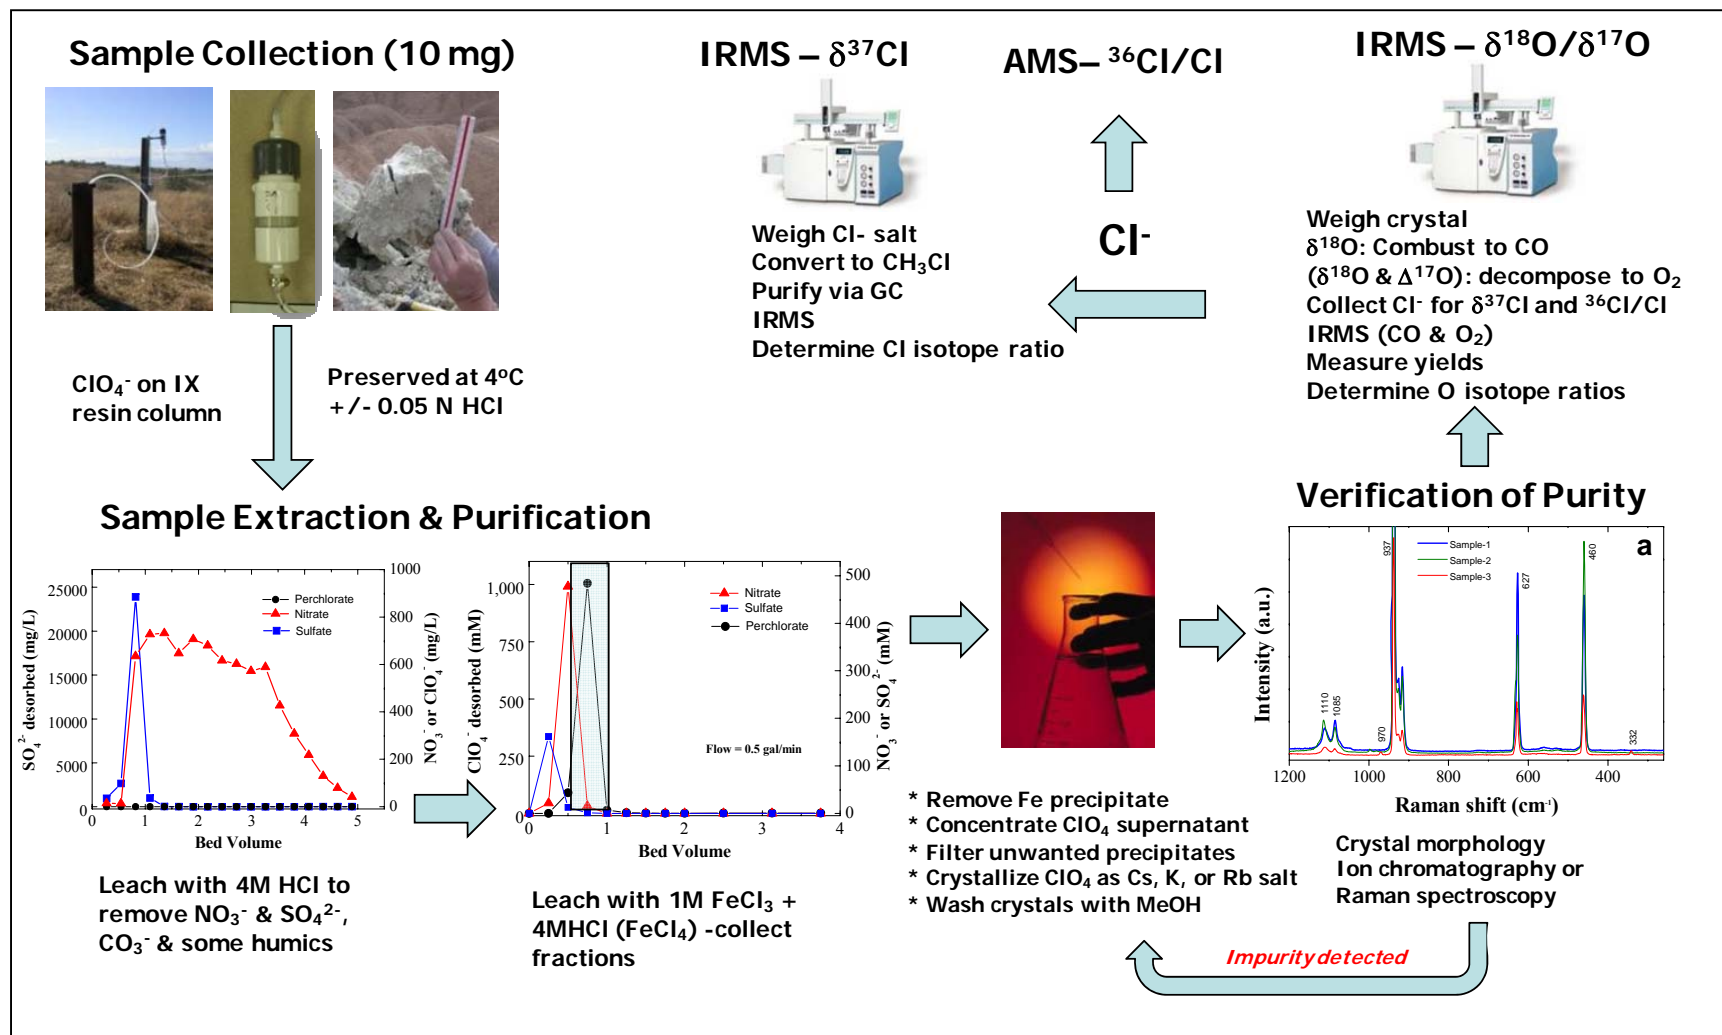 Sample Collection (10 mg)
ClO₄⁻ on IX
resin column
Preserved at 4ºC
+/- 0.05 N HCl
Sample Extraction & Purification
25000
20000
15000
10000
5000
0
SO₄²⁻ desorbed (mg/L)
1000
800
600
400
200
0
NO₃⁻ or ClO₄⁻ (mg/L)
Perchlorate
Nitrate
Sulfate
0 1 2 3 4 5
Bed Volume
Leach with 4M HCl to
remove NO₃⁻ & SO₄²⁻,
CO₃⁻ & some humics
1,000
750
500
250
0
ClO₄⁻ desorbed (mM)
500
400
300
200
100
0
NO₃⁻ or SO₄²⁻ (mM)
Nitrate
Sulfate
Perchlorate
Flow = 0.5 gal/min
0 1 2 3 4
Bed Volume
Leach with 1M FeCl₃ +
4MHCl (FeCl₄) -collect
fractions
* Remove Fe precipitate
* Concentrate ClO₄ supernatant
* Filter unwanted precipitates
* Crystallize ClO₄ as Cs, K, or Rb salt
* Wash crystals with MeOH
Verification of Purity
a
Sample-1
Sample-2
Sample-3
1110
1085
970
937
627
460
332
Intensity (a.u.)
1200 1000 800 600 400
Raman shift (cm⁻¹)
Crystal morphology
Ion chromatography or
Raman spectroscopy
Impurity detected
IRMS – δ¹⁸O/δ¹⁷O
Weigh crystal
δ¹⁸O: Combust to CO
(δ¹⁸O & Δ¹⁷O): decompose to O₂
Collect Cl⁻ for δ³⁷Cl and ³⁶Cl/Cl
IRMS (CO & O₂)
Measure yields
Determine O isotope ratios
Cl⁻
AMS– ³⁶Cl/Cl
IRMS – δ³⁷Cl
Weigh Cl- salt
Convert to CH₃Cl
Purify via GC
IRMS
Determine Cl isotope ratio